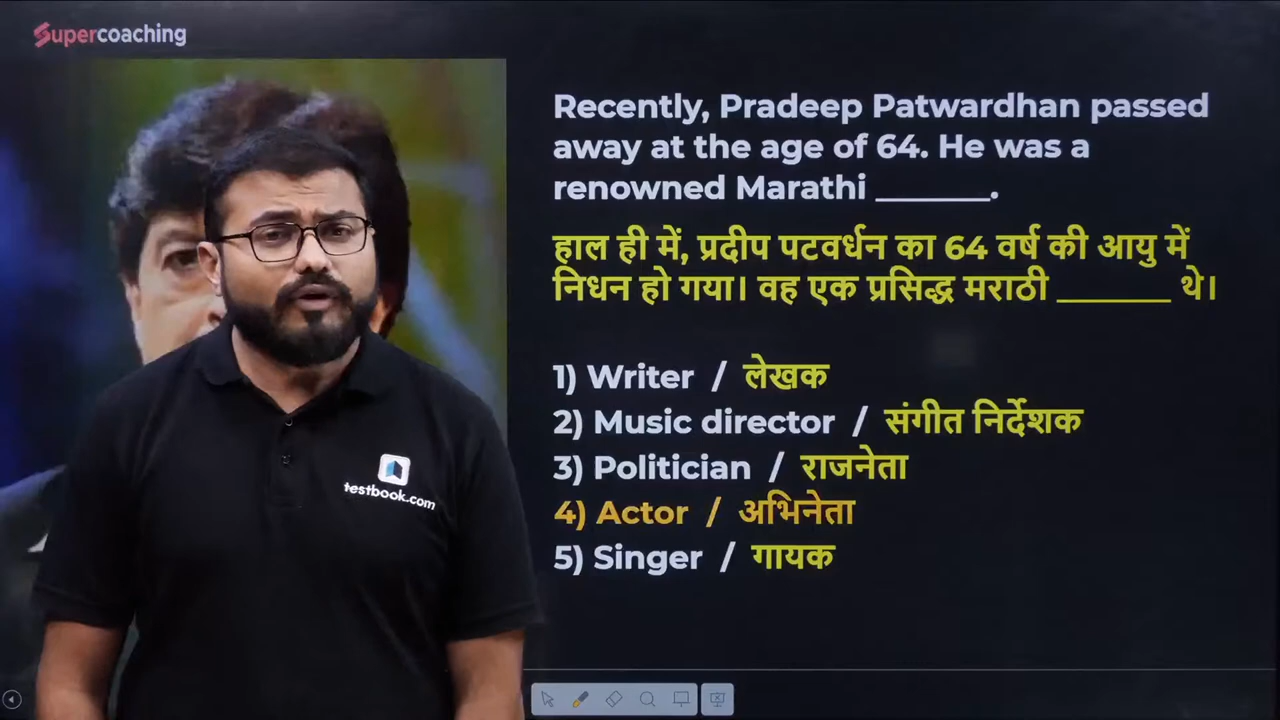 Supercoaching
Recently, Pradeep Patwardhan passed
away at the age of 64. He was a
renowned Marathi _______.
हाल ही में, प्रदीप पटवर्धन का 64 वर्ष की आयु में
निधन हो गया। वह एक प्रसिद्ध मराठी _______ थे।
1) Writer / लेखक
2) Music director / संगीत निर्देशक
3) Politician / राजनेता
4) Actor / अभिनेता
5) Singer / गायक
testbook.com